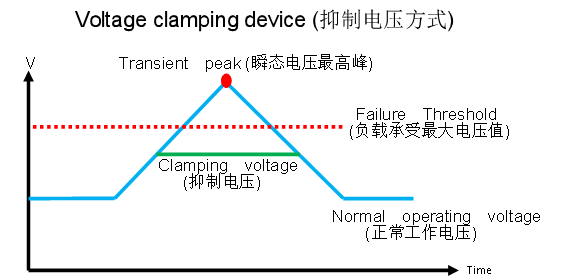 Voltage clamping device (抑制电压方式)
V
Transient peak (瞬态电压最高峰)
Failure Threshold
(负载承受最大电压值)
Clamping voltage
(抑制电压)
Normal operating voltage
(正常工作电压)
Time